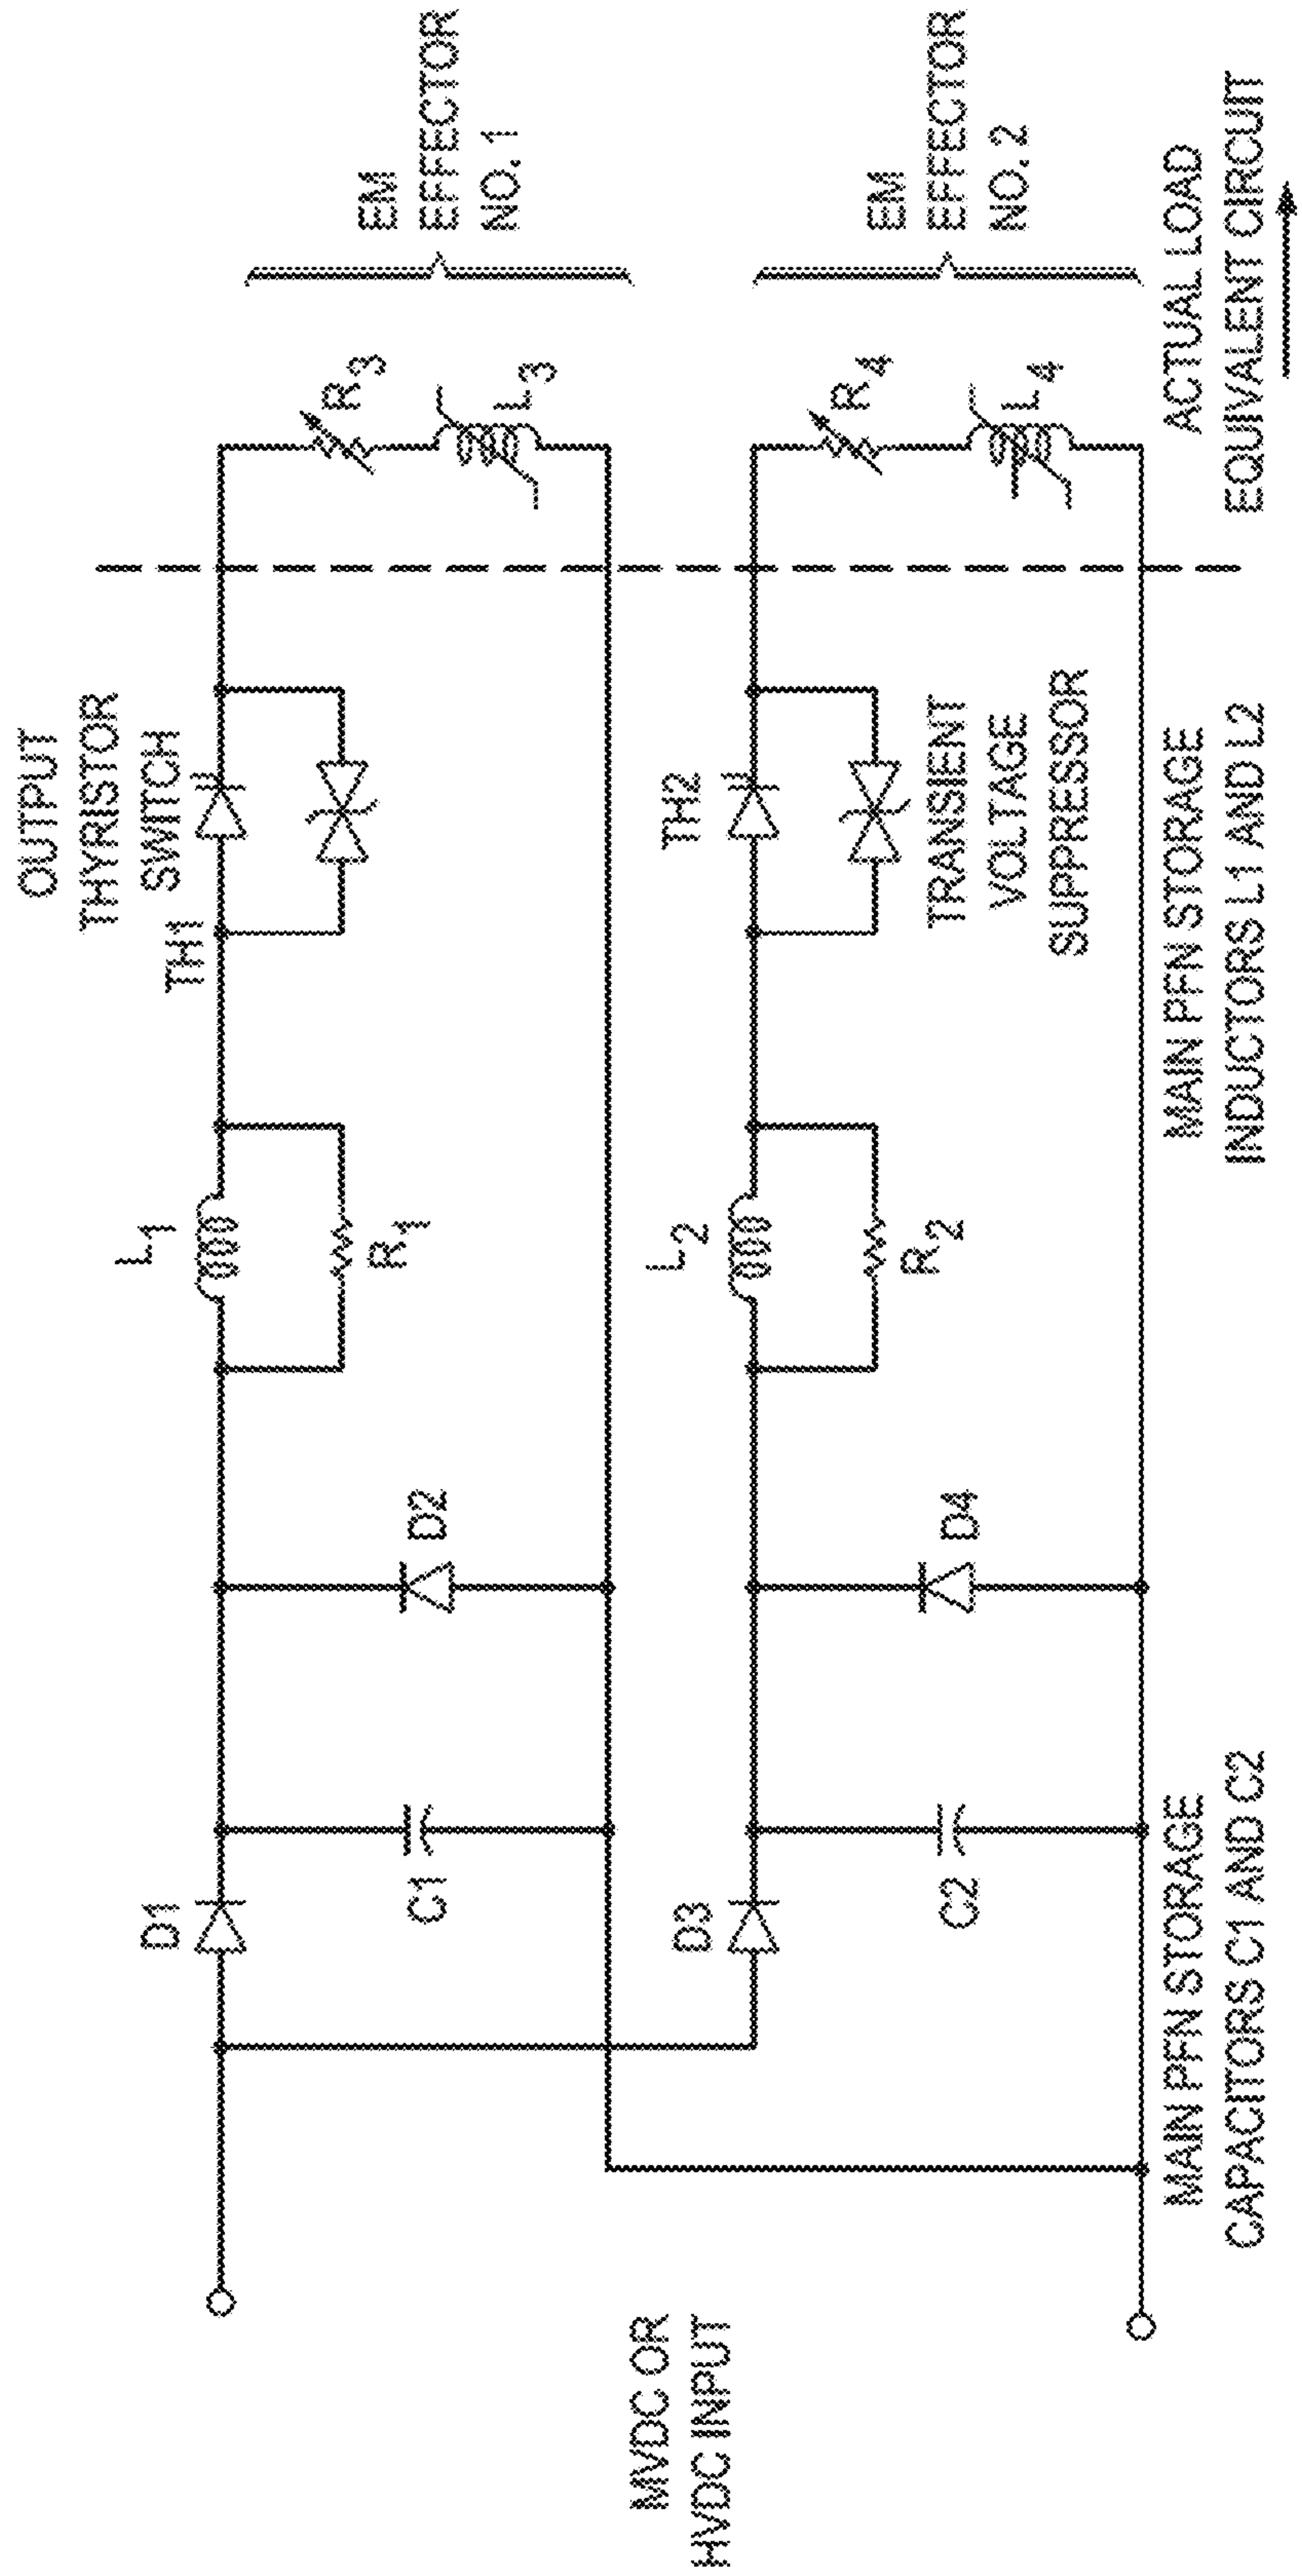 OUTPUT
THYRISTOR
SWITCH
TH1
D1
L1
R1
C1
D2
R3
L3
EM
EFFECTOR
NO. 1
MVDC OR
HVDC INPUT
D3
L2
R2
TH2
C2
D4
R4
L4
EM
EFFECTOR
NO. 2
TRANSIENT
VOLTAGE
SUPPRESSOR
MAIN PFN STORAGE
CAPACITORS C1 AND C2
MAIN PFN STORAGE
INDUCTORS L1 AND L2
ACTUAL LOAD
EQUIVALENT CIRCUIT